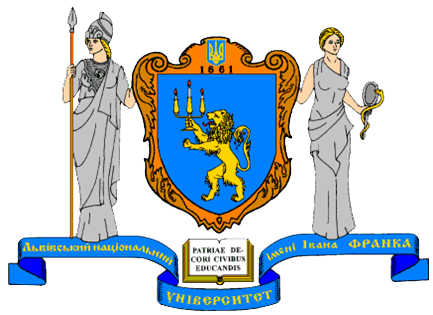 1661
PATRIAE DE-
CORI CIVIBUS
EDUCANDIS
Львівський національний
університет
імені Івана ФРАНКА